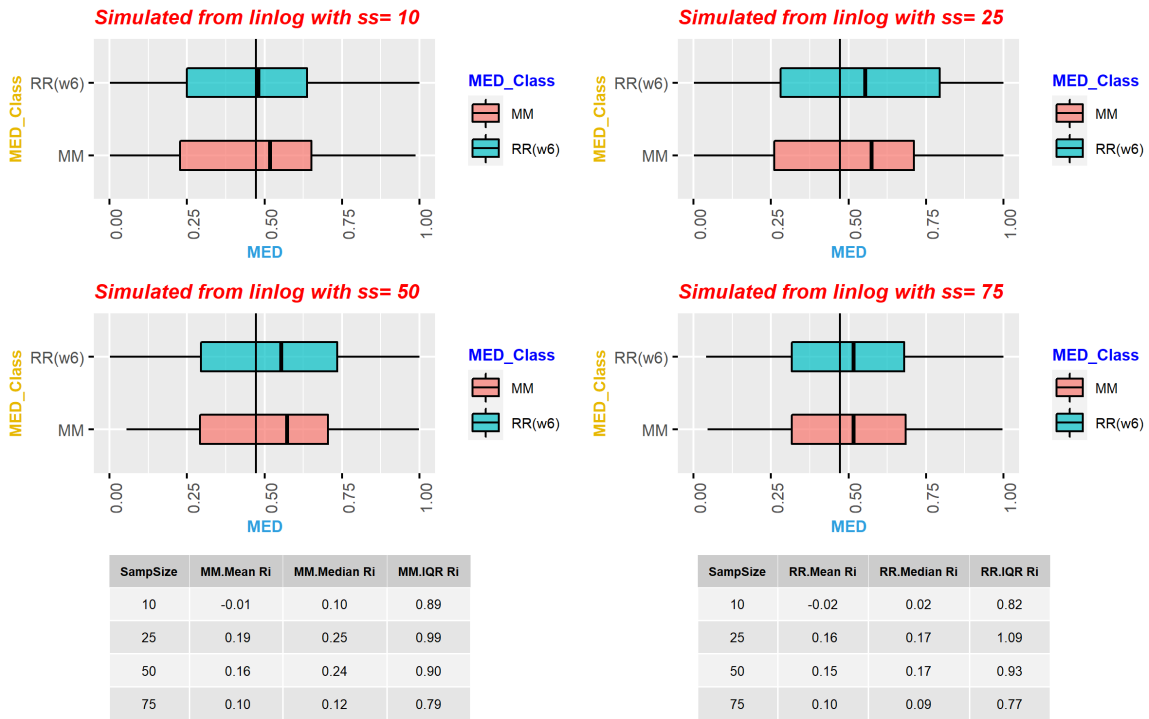 Simulated from linlog with ss= 10
MED_Class
RR(w6)
MM
0.00
0.25
0.50
0.75
1.00
MED
MED_Class
MM
RR(w6)
Simulated from linlog with ss= 25
MED_Class
RR(w6)
MM
0.00
0.25
0.50
0.75
1.00
MED
MED_Class
MM
RR(w6)
Simulated from linlog with ss= 50
MED_Class
RR(w6)
MM
0.00
0.25
0.50
0.75
1.00
MED
MED_Class
MM
RR(w6)
Simulated from linlog with ss= 75
MED_Class
RR(w6)
MM
0.00
0.25
0.50
0.75
1.00
MED
MED_Class
MM
RR(w6)
SampSize MM.Mean Ri MM.Median Ri MM.IQR Ri
10 -0.01 0.10 0.89
25 0.19 0.25 0.99
50 0.16 0.24 0.90
75 0.10 0.12 0.79
SampSize RR.Mean Ri RR.Median Ri RR.IQR Ri
10 -0.02 0.02 0.82
25 0.16 0.17 1.09
50 0.15 0.17 0.93
75 0.10 0.09 0.77